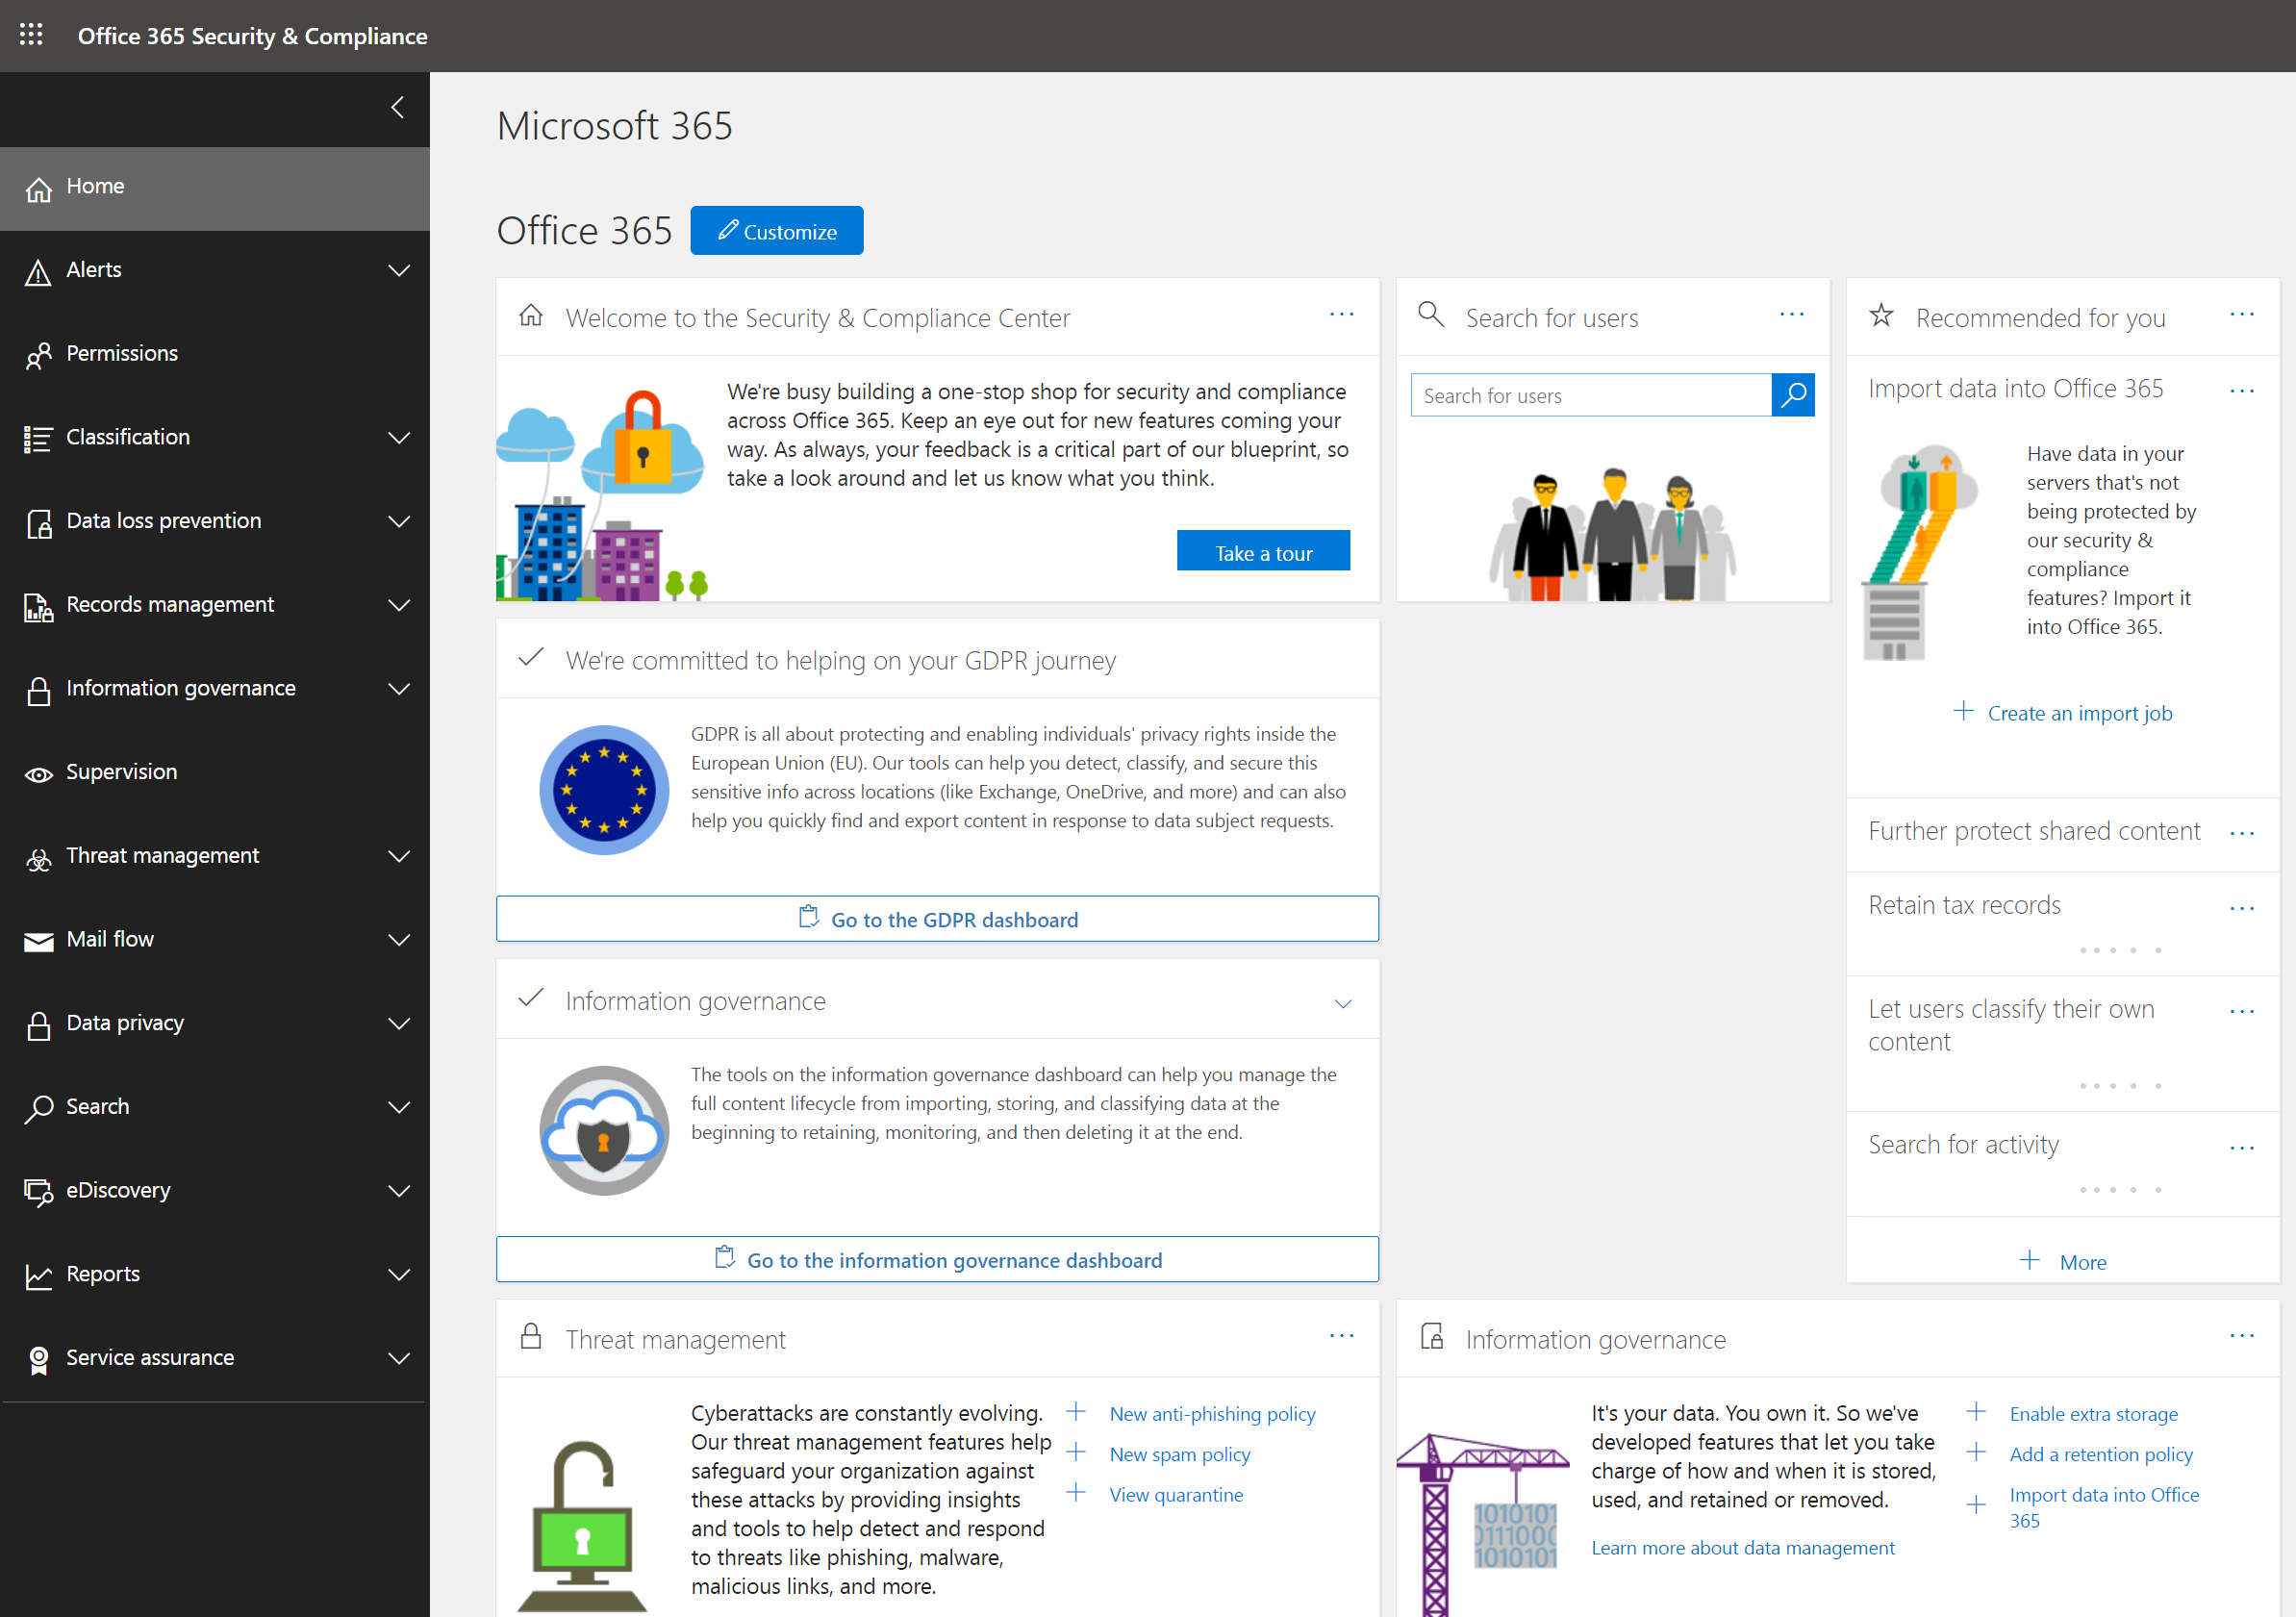 Office 365 Security & Compliance
Home
Alerts
Permissions
Classification
Data loss prevention
Records management
Information governance
Supervision
Threat management
Mail flow
Data privacy
Search
eDiscovery
Reports
Service assurance
Microsoft 365
Office 365
Customize
Welcome to the Security & Compliance Center
We're busy building a one-stop shop for security and compliance
across Office 365. Keep an eye out for new features coming your
way. As always, your feedback is a critical part of our blueprint, so
take a look around and let us know what you think.
Take a tour
Search for users
Search for users
Recommended for you
Import data into Office 365
Have data in your
servers that's not
being protected by
our security &
compliance
features? Import it
into Office 365.
Create an import job
Further protect shared content
Retain tax records
Let users classify their own
content
Search for activity
More
We're committed to helping on your GDPR journey
GDPR is all about protecting and enabling individuals' privacy rights inside the
European Union (EU). Our tools can help you detect, classify, and secure this
sensitive info across locations (like Exchange, OneDrive, and more) and can also
help you quickly find and export content in response to data subject requests.
Go to the GDPR dashboard
Information governance
The tools on the information governance dashboard can help you manage the
full content lifecycle from importing, storing, and classifying data at the
beginning to retaining, monitoring, and then deleting it at the end.
Go to the information governance dashboard
Threat management
Cyberattacks are constantly evolving.
Our threat management features help
safeguard your organization against
these attacks by providing insights
and tools to help detect and respond
to threats like phishing, malware,
malicious links, and more.
New anti-phishing policy
New spam policy
View quarantine
Information governance
1010101
0111000
1010101
It's your data. You own it. So we've
developed features that let you take
charge of how and when it is stored,
used, and retained or removed.
Learn more about data management
Enable extra storage
Add a retention policy
Import data into Office
365